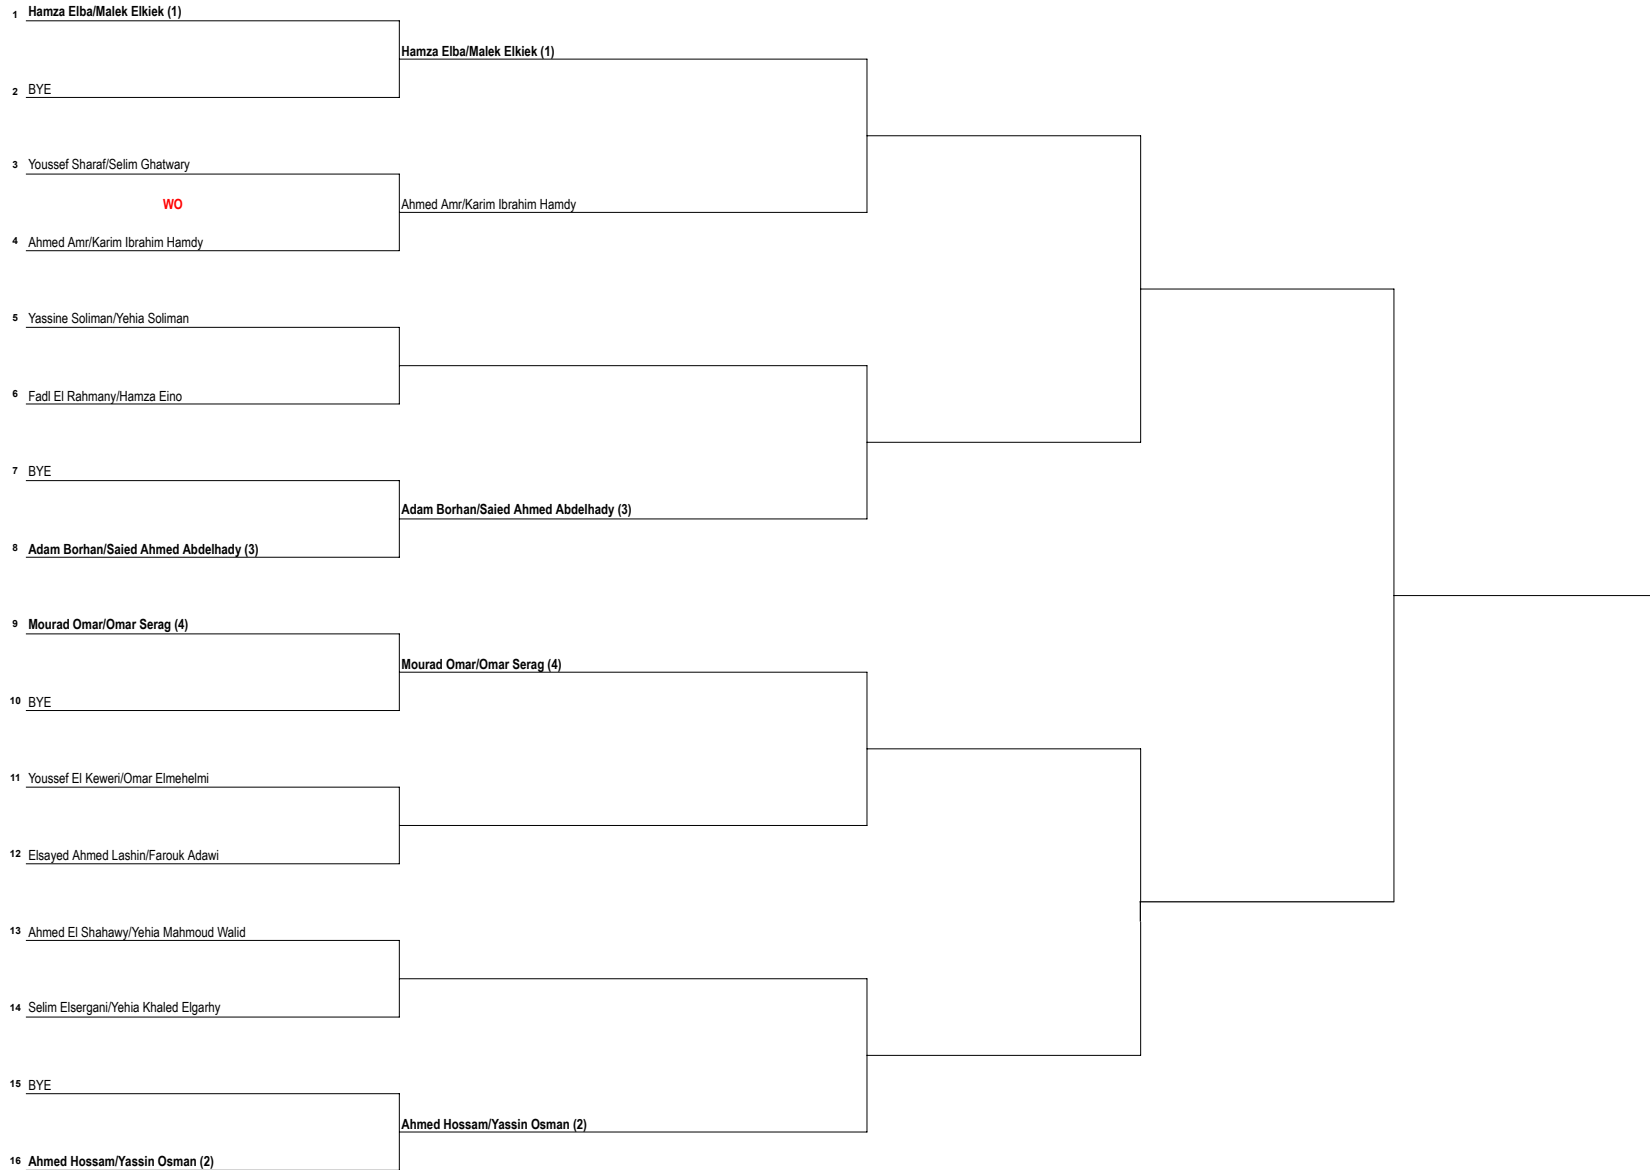 1 Hamza Elba/Malek Elkiek (1)
Hamza Elba/Malek Elkiek (1)
2 BYE
3 Youssef Sharaf/Selim Ghatwary
WO
Ahmed Amr/Karim Ibrahim Hamdy
4 Ahmed Amr/Karim Ibrahim Hamdy
5 Yassine Soliman/Yehia Soliman
6 Fadl El Rahmany/Hamza Eino
7 BYE
Adam Borhan/Saied Ahmed Abdelhady (3)
8 Adam Borhan/Saied Ahmed Abdelhady (3)
9 Mourad Omar/Omar Serag (4)
Mourad Omar/Omar Serag (4)
10 BYE
11 Youssef El Keweri/Omar Elmehelmi
12 Elsayed Ahmed Lashin/Farouk Adawi
13 Ahmed El Shahawy/Yehia Mahmoud Walid
14 Selim Elsergani/Yehia Khaled Elgarhy
15 BYE
Ahmed Hossam/Yassin Osman (2)
16 Ahmed Hossam/Yassin Osman (2)